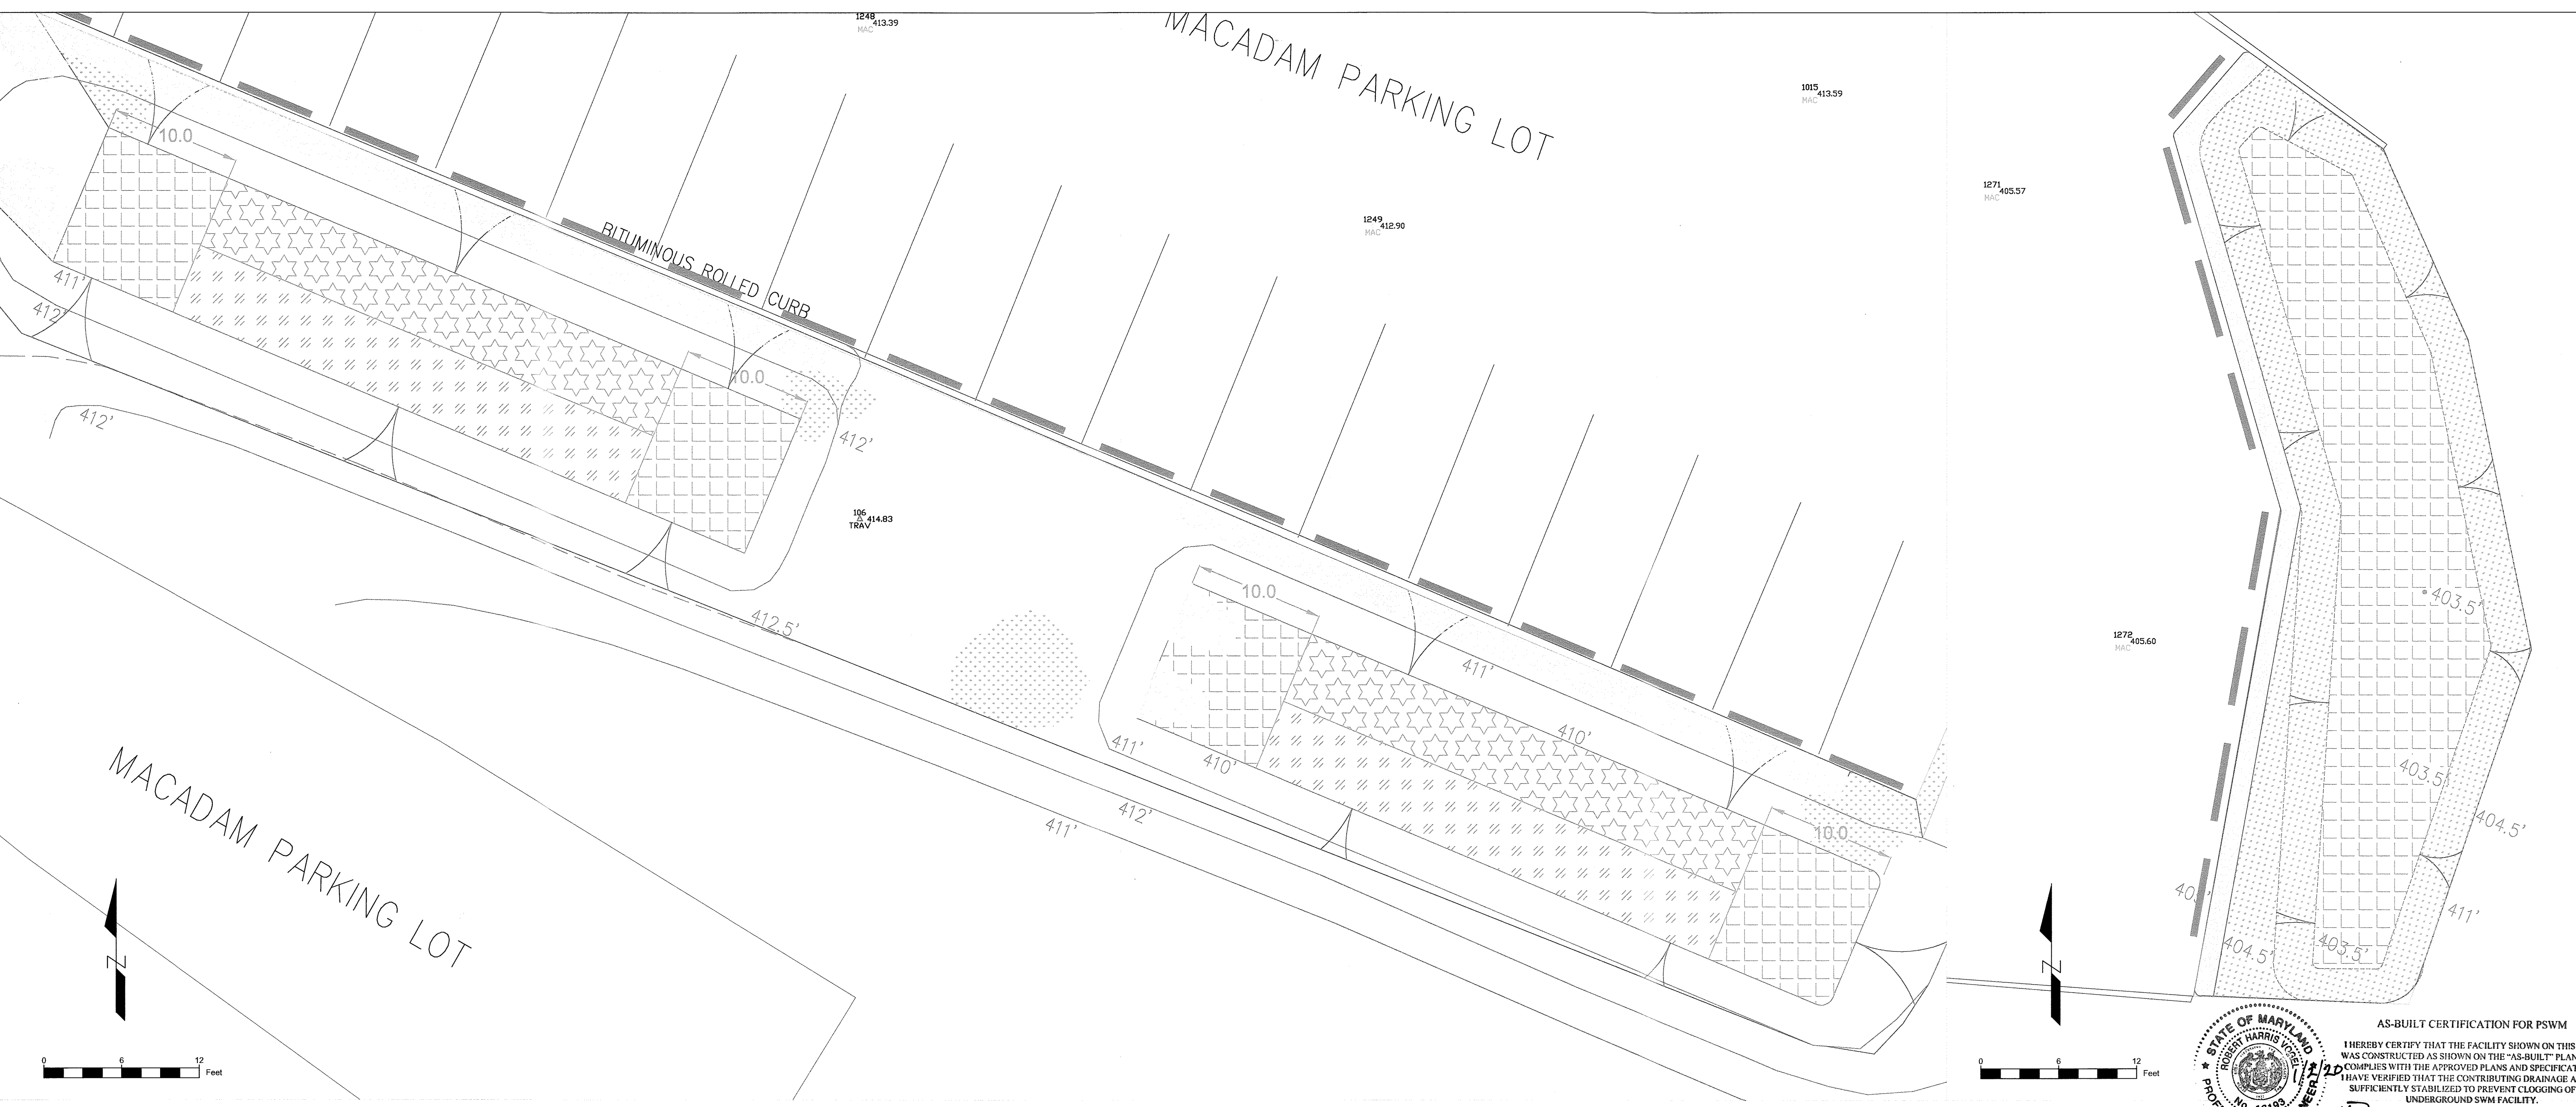 1248
413.39
MAC
MACADAM PARKING LOT
1015
413.59
MAC
10.0
1271
405.57
MAC
1249
412.90
MAC
BITUMINOUS ROLLED CURB
411'
412'
10.0
412'
412'
106
414.83
TRAV
10.0
403.5'
412.5'
1272
405.60
MAC
411'
410'
411'
410'
MACADAM PARKING LOT
403.5'
412'
411'
10.0
404.5'
411'
404.5'
403.5'
N
N
0 6 12
Feet
0 6 12
Feet
STATE OF MARYLAND
ROBERT HARRIS VOGEL
AS-BUILT CERTIFICATION FOR PSWM
I HEREBY CERTIFY THAT THE FACILITY SHOWN ON THIS
WAS CONSTRUCTED AS SHOWN ON THE "AS-BUILT" PLAN
COMPLIES WITH THE APPROVED PLANS AND
I HAVE VERIFIED THAT THE CONTRIBUTING DRAINAGE
SUFFICIENTLY STABILIZED TO PREVENT CLOGGING OF
UNDERGROUND SWM FACILITY.